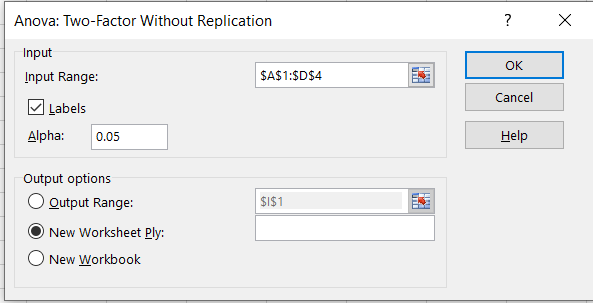 Anova: Two-Factor Without Replication
Input
Input Range: $A$1:$D$4
Labels
Alpha: 0.05
OK
Cancel
Help
Output options
Output Range: $I$1
New Worksheet Ply:
New Workbook